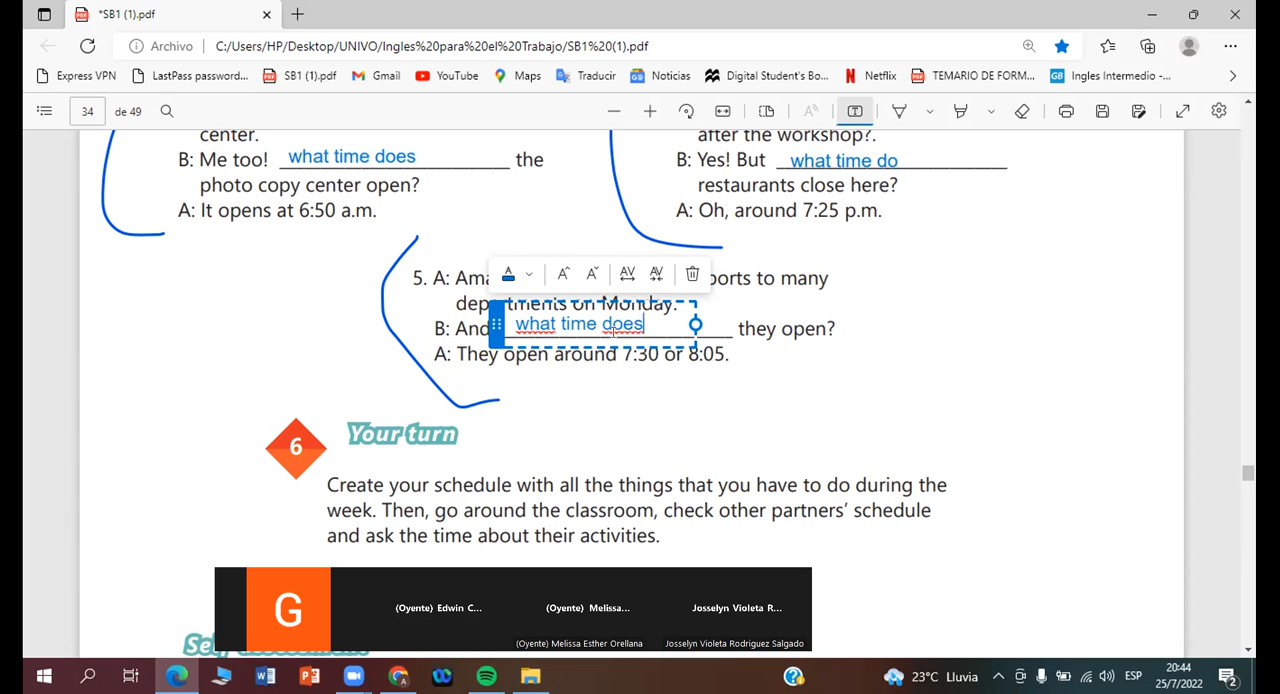 *SB1 (1).pdf
Archivo C:/Users/HP/Desktop/UNIVO/Ingles%20para%20el%20Trabajo/SB1%20(1).pdf
Express VPN LastPass password... SB1 (1).pdf Gmail YouTube Maps Traducir Noticias Digital Student's Bo... Netflix TEMARIO DE FORM... GB Ingles Intermedio -...
34 de 49
center.
B: Me too! what time does the
photo copy center open?
A: It opens at 6:50 a.m.
after the workshop?.
B: Yes! But what time do
restaurants close here?
A: Oh, around 7:25 p.m.
5. A: to many
departments on Monday.
B: And what time does they open?
A: They open around 7:30 or 8:05.
6 Your turn
Create your schedule with all the things that you have to do during the
week. Then, go around the classroom, check other partners' schedule
and ask the time about their activities.
G
(Oyente) Edwin C... (Oyente) Melissa... Josselyn Violeta R...
(Oyente) Melissa Esther Orellana Josselyn Violeta Rodriguez Salgado
23°C Lluvia ESP 20:44
25/7/2022 2